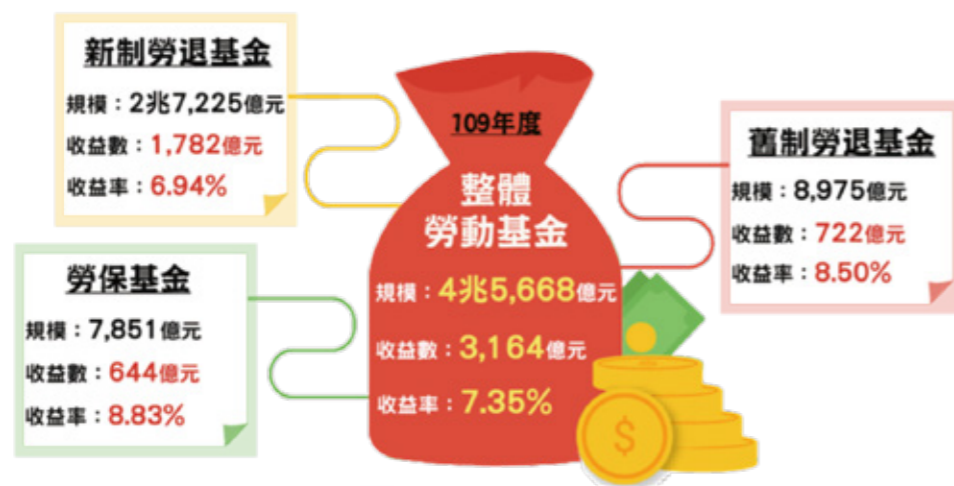 新制勞退基金
規模：2兆7,225億元
收益數：1,782億元
收益率：6.94%
109年度
整體
勞動基金
規模：4兆5,668億元
收益數：3,164億元
收益率：7.35%
舊制勞退基金
規模：8,975億元
收益數：722億元
收益率：8.50%
勞保基金
規模：7,851億元
收益數：644億元
收益率：8.83%
$